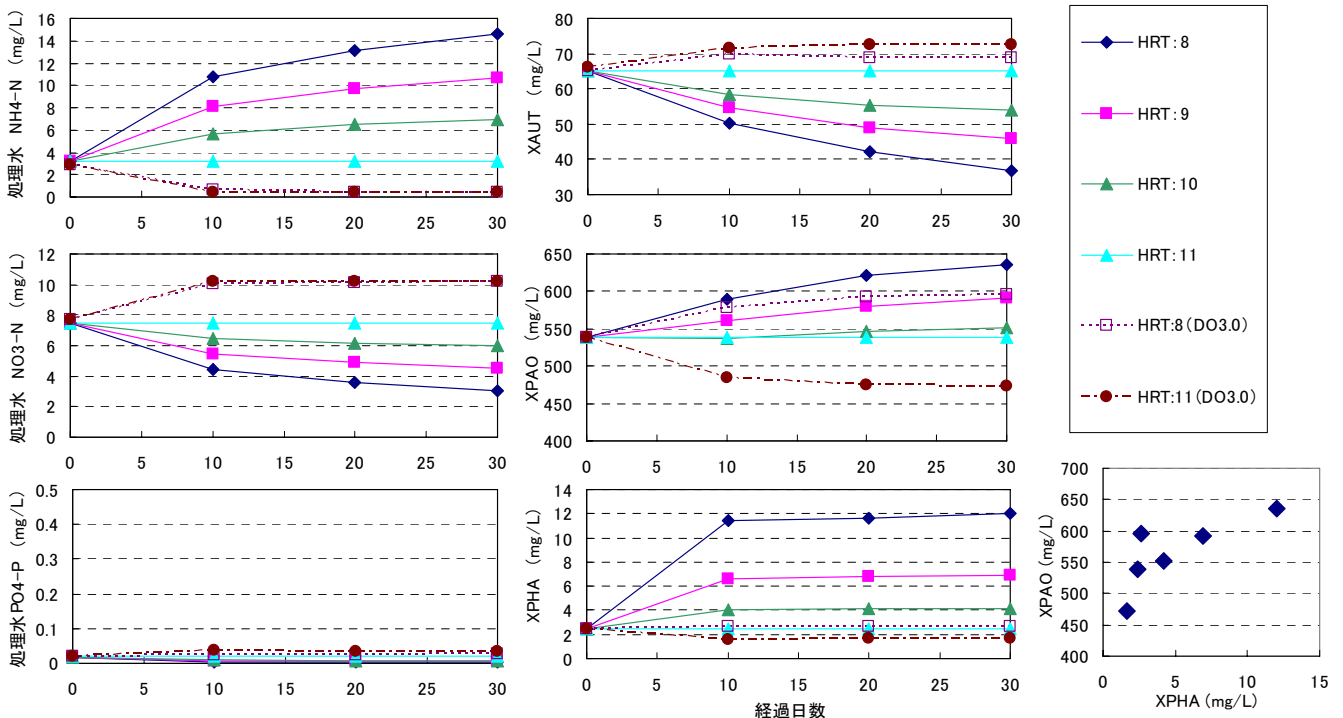 処理水 NH4-N (mg/L)
16
14
12
10
8
6
4
2
0
0 5 10 15 20 25 30
XAUT (mg/L)
80
70
60
50
40
30
0 5 10 15 20 25 30
処理水 NO3-N (mg/L)
12
10
8
6
4
2
0
0 5 10 15 20 25 30
XPAO (mg/L)
650
600
550
500
450
400
0 5 10 15 20 25 30
処理水PO4-P (mg/L)
0.5
0.4
0.3
0.2
0.1
0
0 5 10 15 20 25 30
XPHA (mg/L)
14
12
10
8
6
4
2
0
0 5 10 15 20 25 30
経過日数
HRT:8
HRT:9
HRT:10
HRT:11
HRT:8(DO3.0)
HRT:11(DO3.0)
XPAO(mg/L)
700
650
600
550
500
450
400
0 5 10 15
XPHA(mg/L)